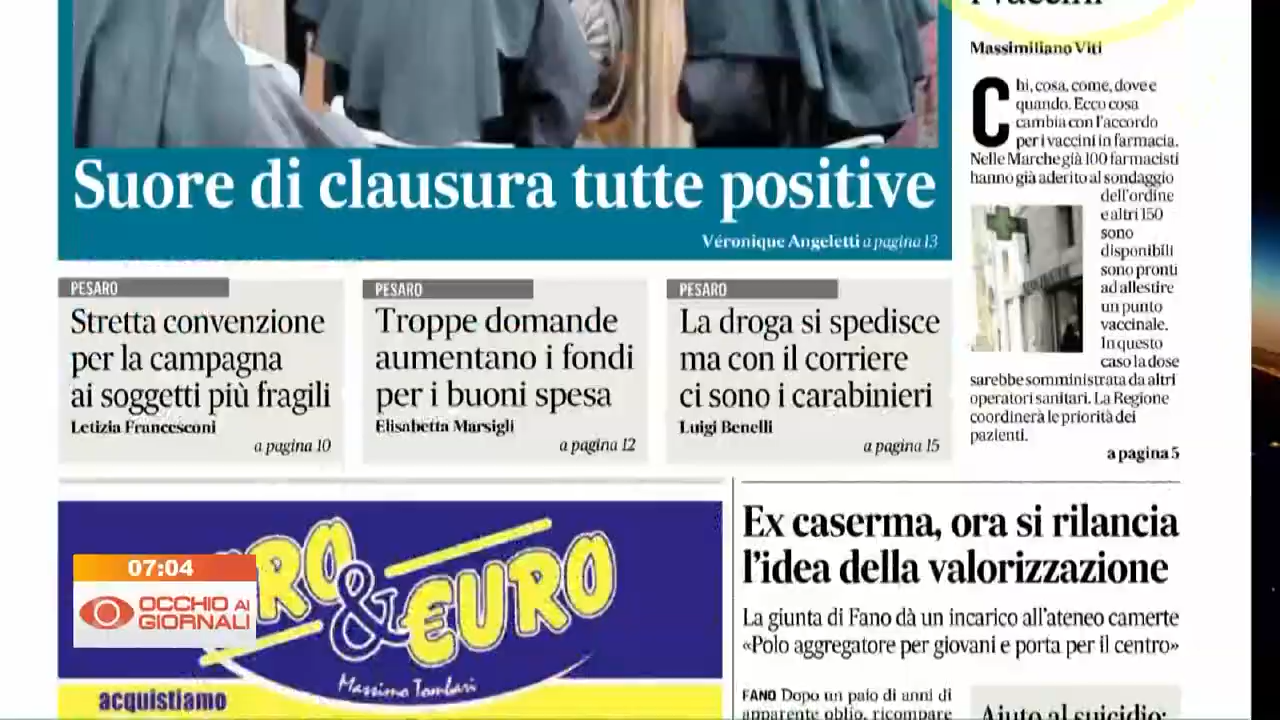 Massimiliano Viti
Chi, cosa, come, dove e
quando. Ecco cosa
cambia con l'accordo
per i vaccini in farmacia.
Nelle Marche già 100 farmacisti
hanno già aderito al sondaggio
dell'ordine
e altri 150
sono
disponibili
sono pronti
ad allestire
un punto
vaccinale.
In questo
caso la dose
sarebbe somministrata da altri
operatori sanitari. La Regione
coordinerà le priorità dei
pazienti.
a pagina 5
Suore di clausura tutte positive
Véronique Angeletti a pagina 13
PESARO
Stretta convenzione
per la campagna
ai soggetti più fragili
Letizia Francesconi
a pagina 10
PESARO
Troppe domande
aumentano i fondi
per i buoni spesa
Elisabetta Marsigli
a pagina 12
PESARO
La droga si spedisce
ma con il corriere
ci sono i carabinieri
Luigi Benelli
a pagina 15
& EURO
Massimo Tombari
acquistiamo
07:04
OCCHIO AI
GIORNALI
Ex caserma, ora si rilancia
l'idea della valorizzazione
La giunta di Fano dà un incarico all'ateneo camerte
«Polo aggregatore per giovani e porta per il centro»
FANO Dopo un paio di anni di
apparente oblio, ricompare
Aiuto al suicidio: